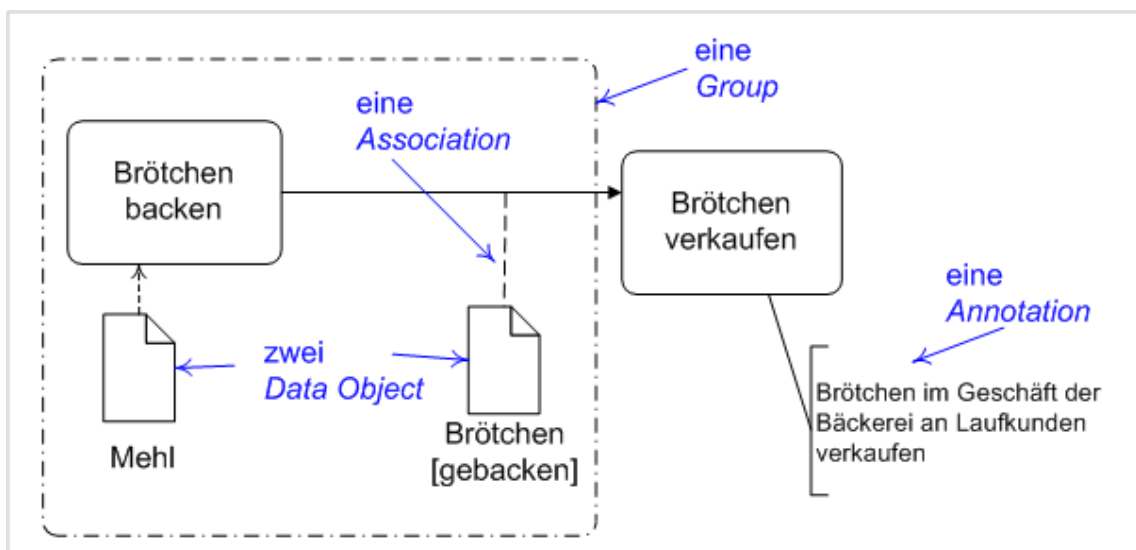 eine
Group
eine
Association
Brötchen
backen
Brötchen
verkaufen
eine
Annotation
zwei
Data Object
Mehl
Brötchen
[gebacken]
Brötchen im Geschäft der
Bäckerei an Laufkunden
verkaufen